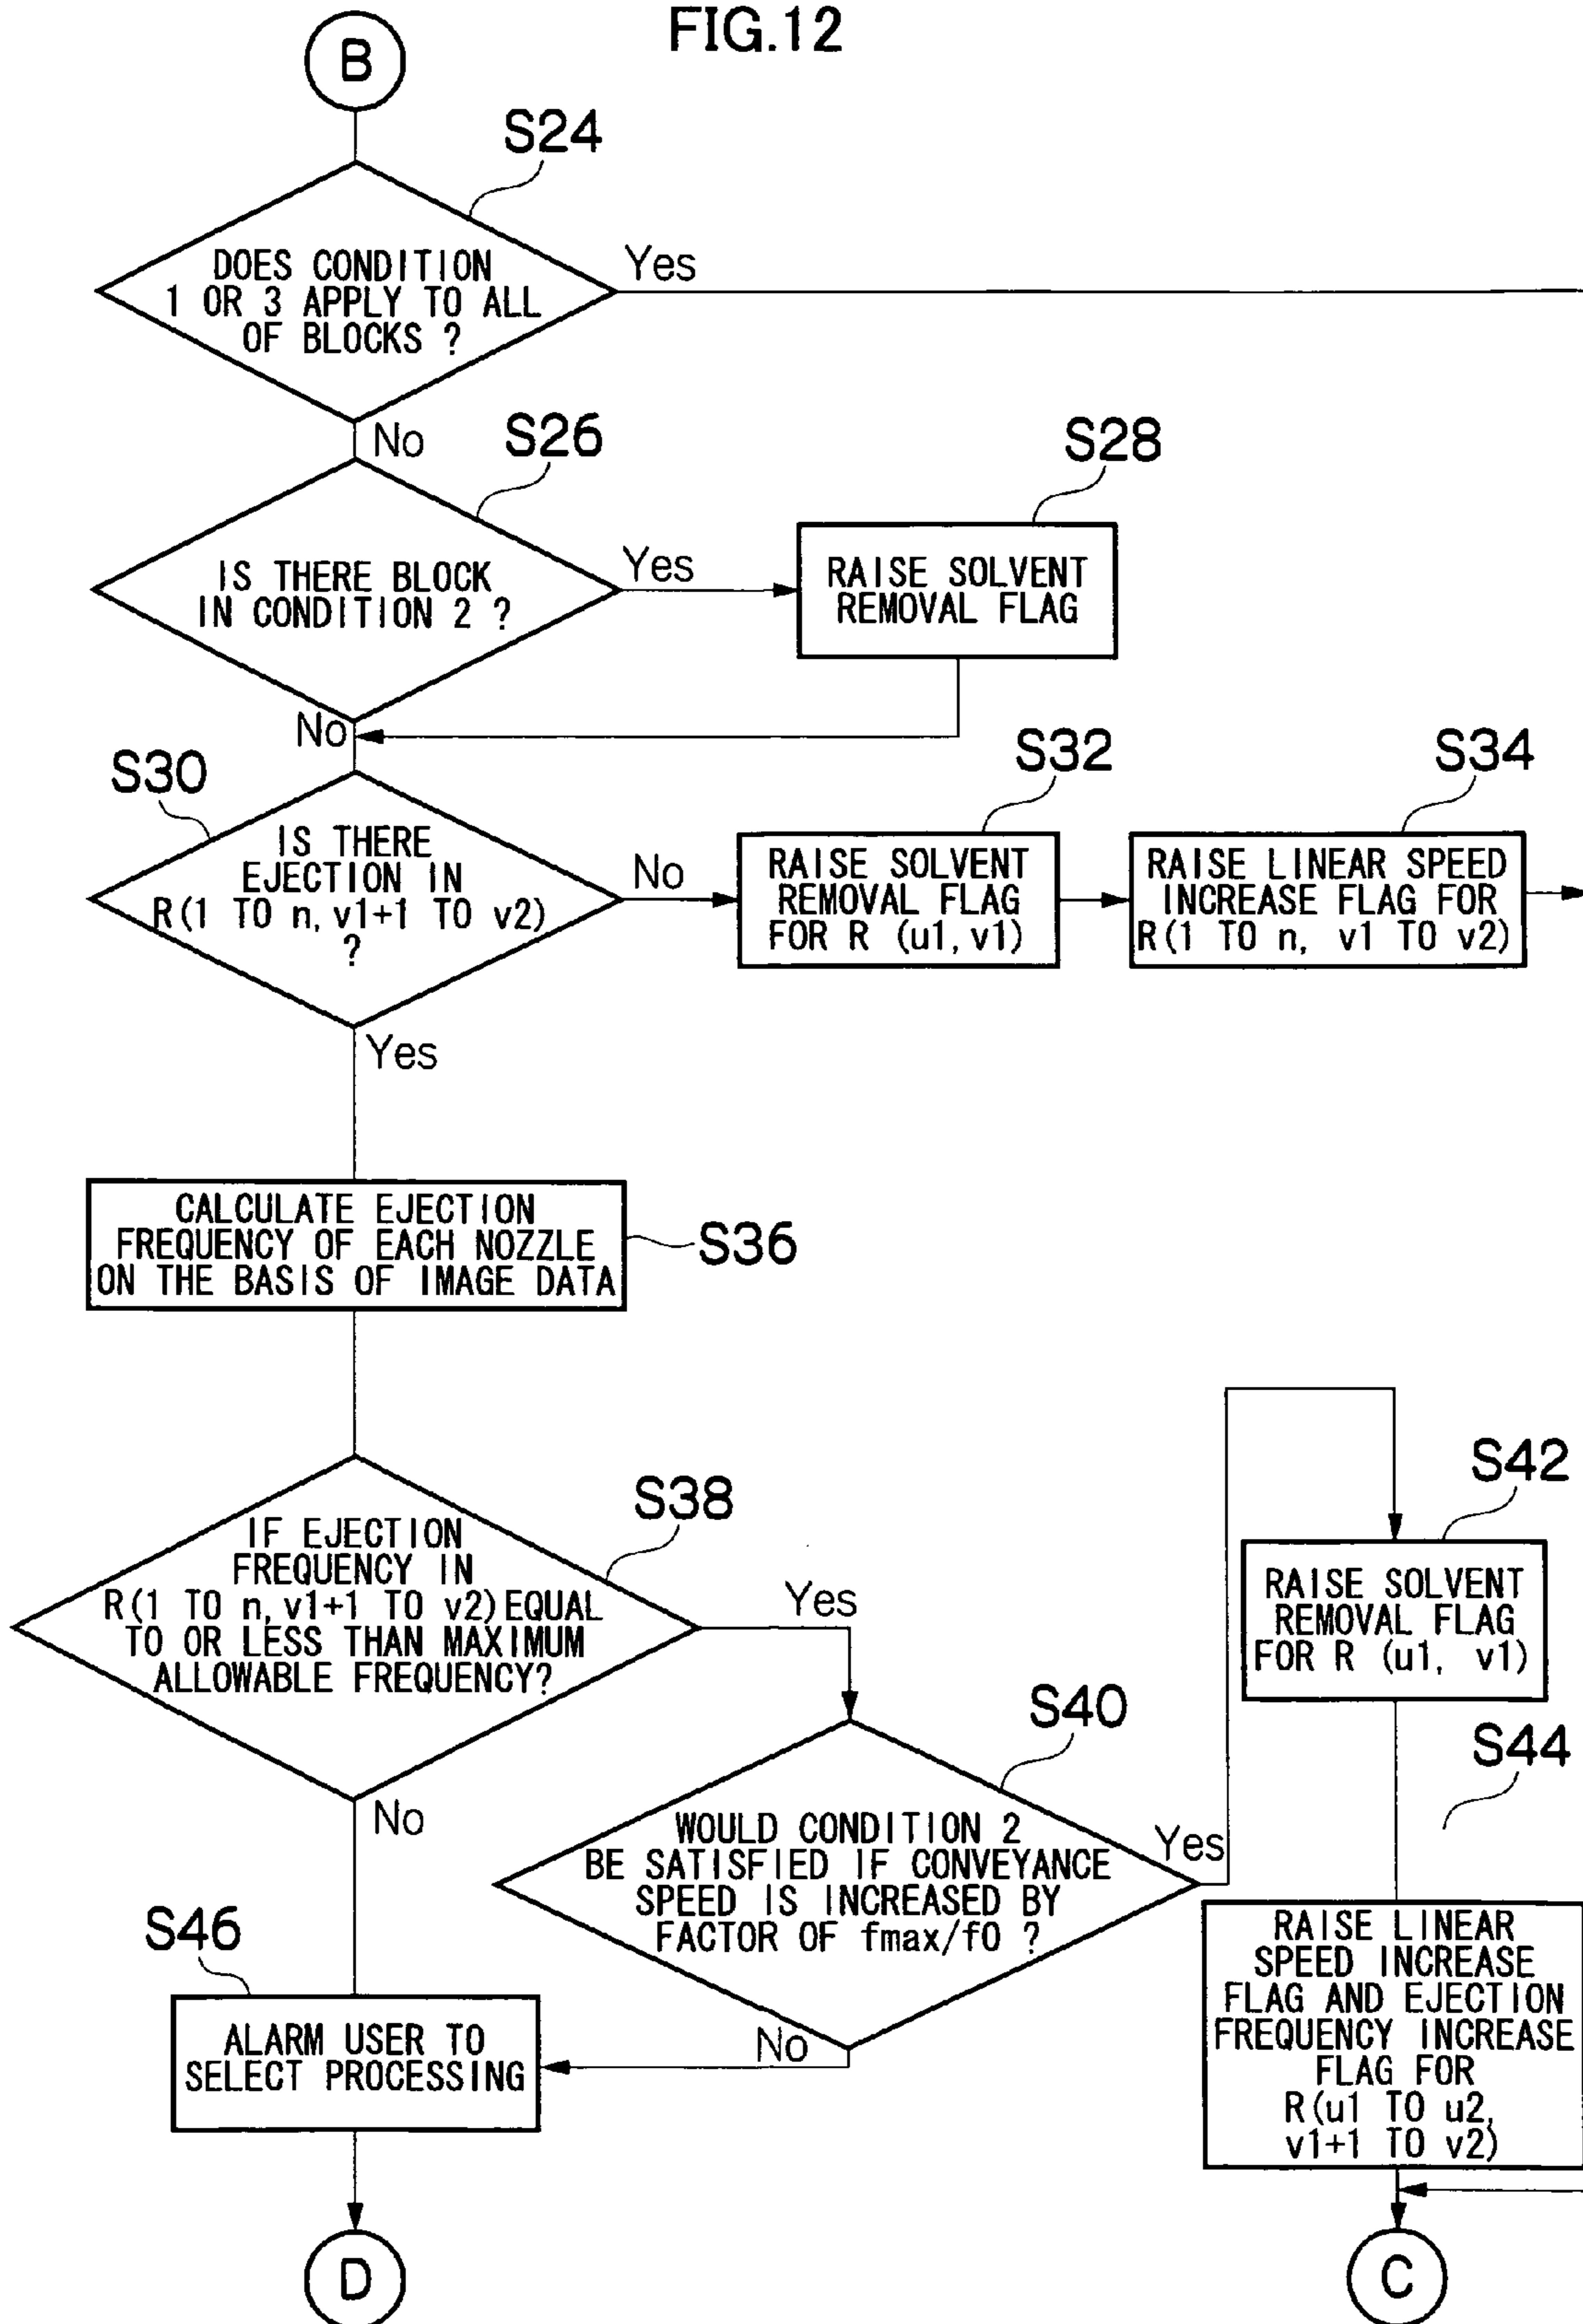 FIG.12
B
S24
DOES CONDITION
1 OR 3 APPLY TO ALL
OF BLOCKS ?
Yes
No
S26
IS THERE BLOCK
IN CONDITION 2 ?
Yes
S28
RAISE SOLVENT
REMOVAL FLAG
No
S30
IS THERE
EJECTION IN
R(1 TO n, v1+1 TO v2)
?
No
S32
RAISE SOLVENT
REMOVAL FLAG
FOR R (u1, v1)
S34
RAISE LINEAR SPEED
INCREASE FLAG FOR
R(1 TO n, v1 TO v2)
Yes
CALCULATE EJECTION
FREQUENCY OF EACH NOZZLE
ON THE BASIS OF IMAGE DATA
S36
S38
IF EJECTION
FREQUENCY IN
R(1 TO n, v1+1 TO v2) EQUAL
TO OR LESS THAN MAXIMUM
ALLOWABLE FREQUENCY?
Yes
No
S40
WOULD CONDITION 2
BE SATISFIED IF CONVEYANCE
SPEED IS INCREASED BY
FACTOR OF fmax/f0 ?
Yes
No
S42
RAISE SOLVENT
REMOVAL FLAG
FOR R (u1, v1)
S44
RAISE LINEAR
SPEED INCREASE
FLAG AND EJECTION
FREQUENCY INCREASE
FLAG FOR
R(u1 TO u2,
v1+1 TO v2)
S46
ALARM USER TO
SELECT PROCESSING
D
C